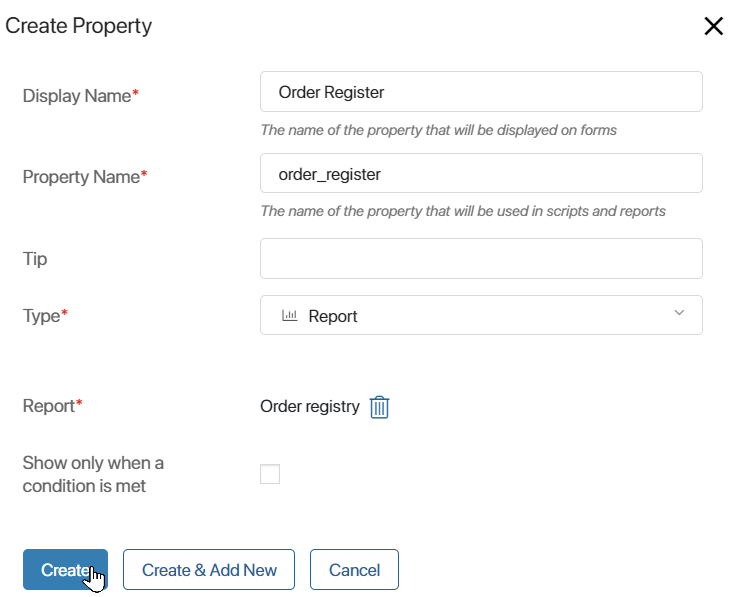 Create Property
Display Name*
Order Register
The name of the property that will be displayed on forms
Property Name*
order_register
The name of the property that will be used in scripts and reports
Tip
Type*
Report
Report*
Order registry
Show only when a
condition is met
Create
Create & Add New
Cancel